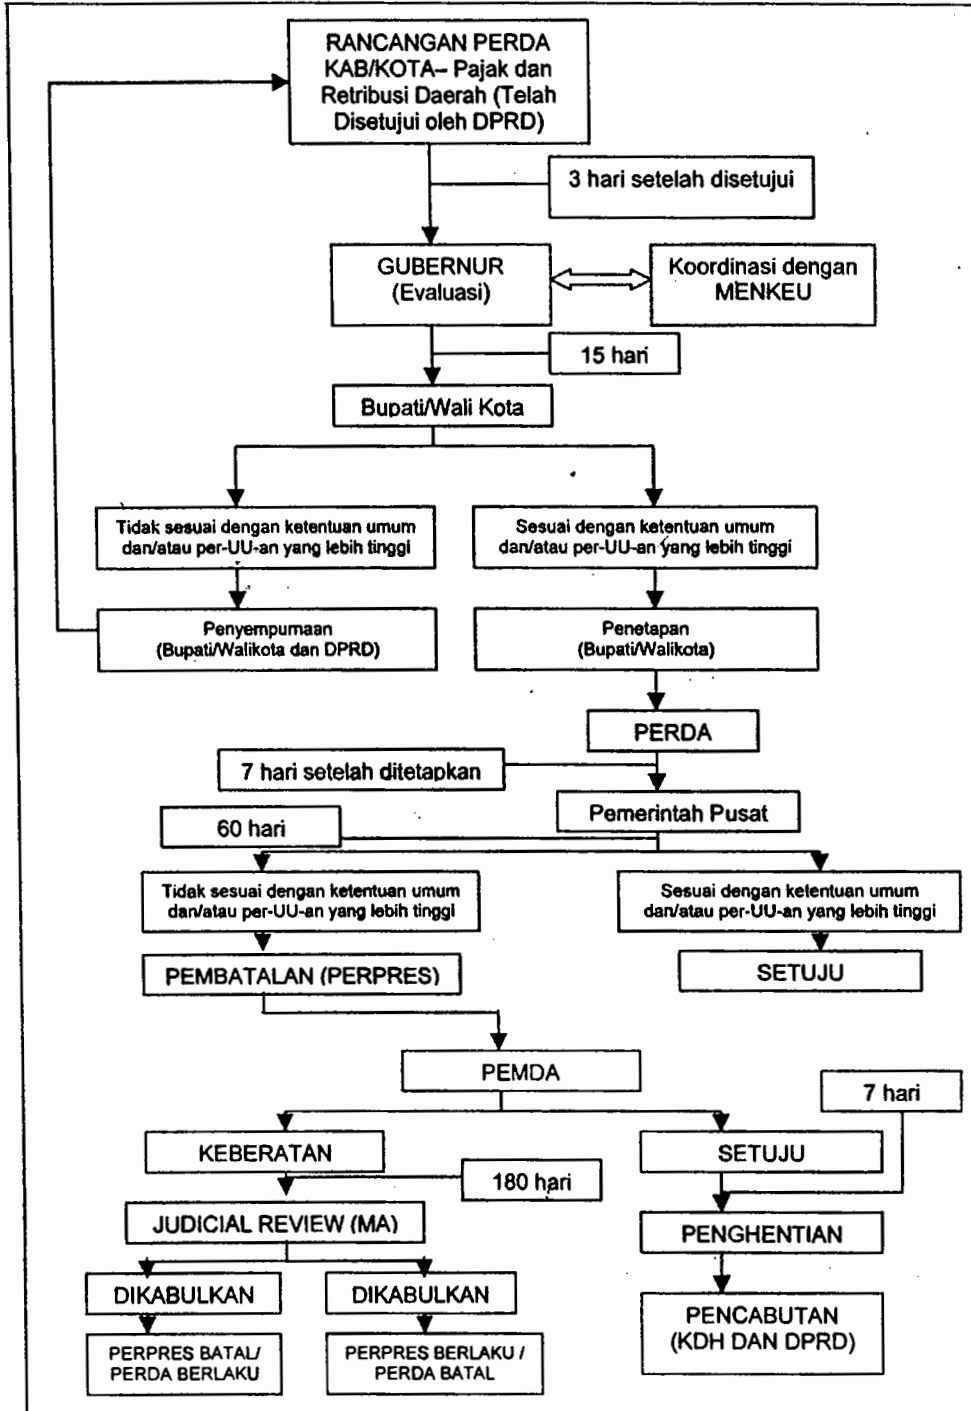 RANCANGAN PERDA
KAB/KOTA– Pajak dan
Retribusi Daerah (Telah
Disetujui oleh DPRD)
3 hari setelah disetujui
GUBERNUR
(Evaluasi)
Koordinasi dengan
MENKEU
15 hari
Bupati/Wali Kota
Tidak sesuai dengan ketentuan umum
dan/atau per-UU-an yang lebih tinggi
Sesuai dengan ketentuan umum
dan/atau per-UU-an yang lebih tinggi
Penyempurnaan
(Bupati/Walikota dan DPRD)
Penetapan
(Bupati/Walikota)
PERDA
7 hari setelah ditetapkan
Pemerintah Pusat
60 hari
Tidak sesuai dengan ketentuan umum
dan/atau per-UU-an yang lebih tinggi
Sesuai dengan ketentuan umum
dan/atau per-UU-an yang lebih tinggi
PEMBATALAN (PERPRES)
SETUJU
PEMDA
7 hari
KEBERATAN
SETUJU
180 hari
JUDICIAL REVIEW (MA)
PENGHENTIAN
DIKABULKAN
DIKABULKAN
PENCABUTAN
(KDH DAN DPRD)
PERPRES BATAL/
PERDA BERLAKU
PERPRES BERLAKU /
PERDA BATAL